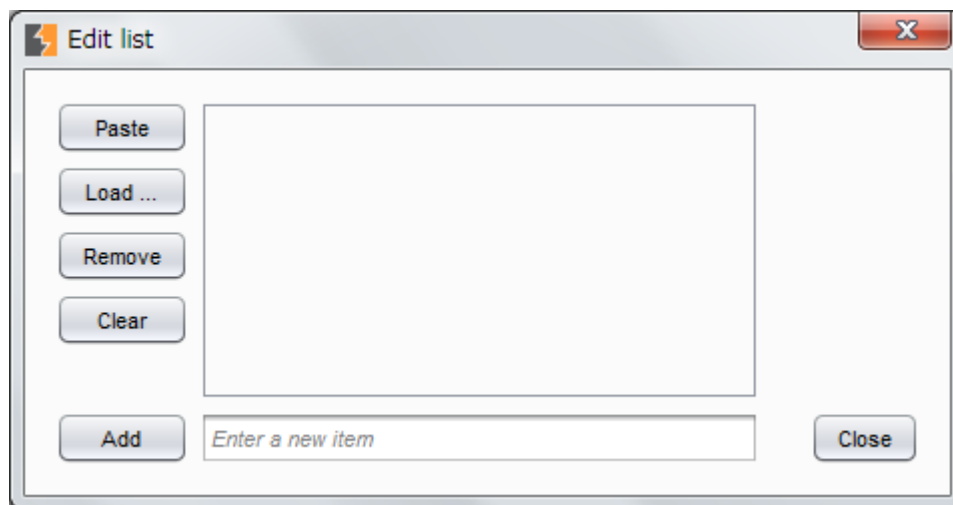 Edit list
Paste
Load ...
Remove
Clear
Add
Enter a new item
Close